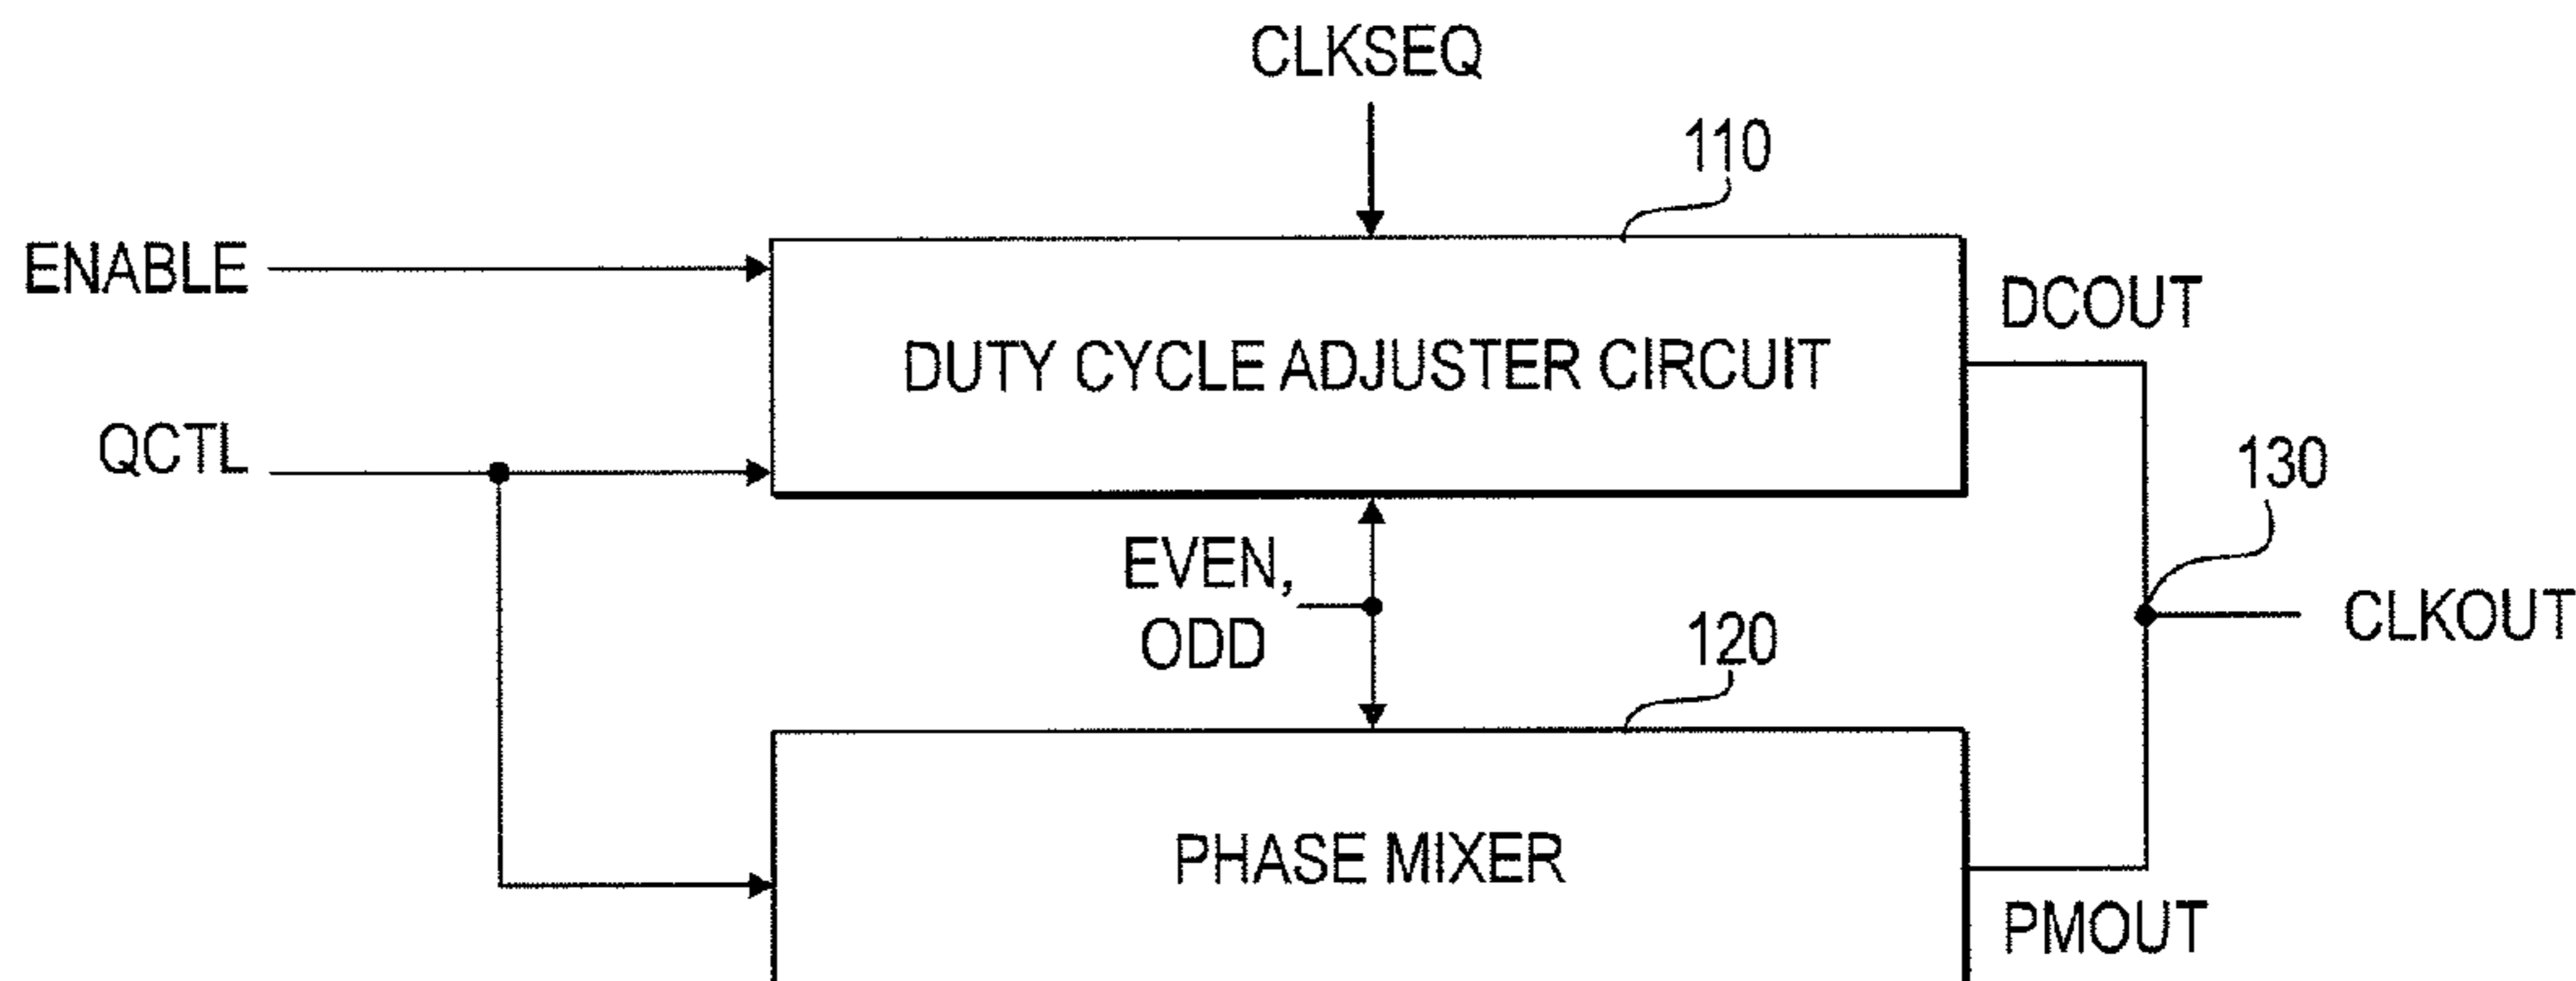 CLKSEQ
110
ENABLE
DCOUT
DUTY CYCLE ADJUSTER CIRCUIT
QCTL
130
EVEN,
ODD
CLKOUT
120
PHASE MIXER
PMOUT